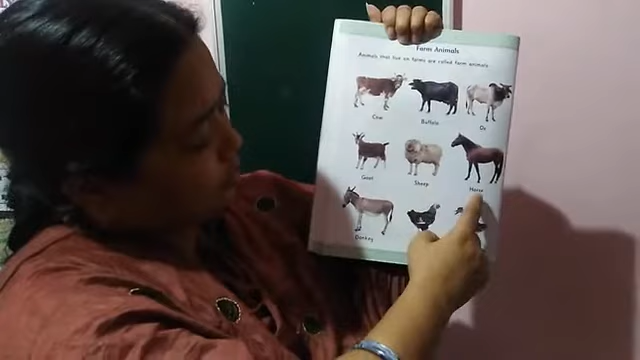 Farm Animals
Animals that live on farms are called farm animals.
Cow Buffalo Ox
Goat Sheep Horse
Donkey